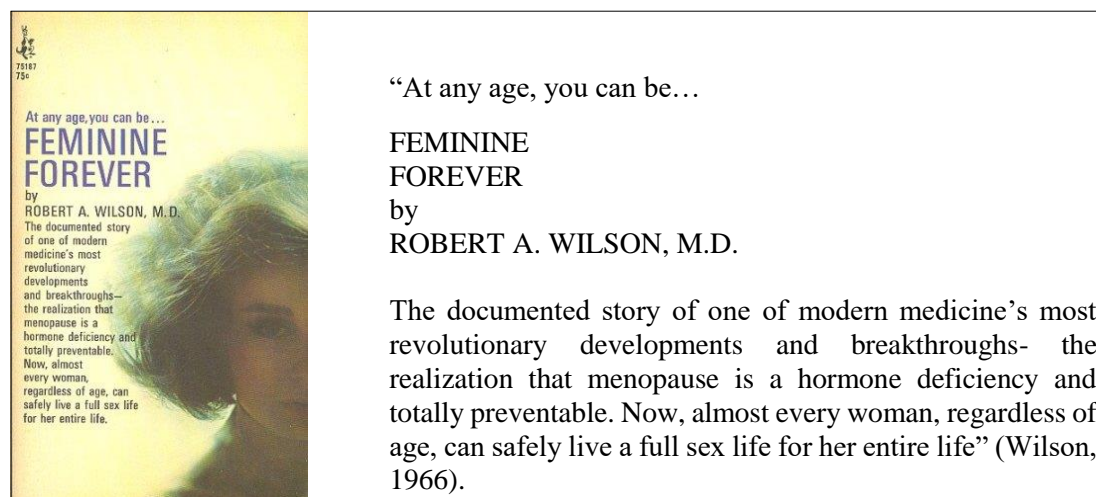 75187
75¢
At any age, you can be...
FEMININE
FOREVER
by
ROBERT A. WILSON, M.D.
The documented story
of one of modern
medicine's most
revolutionary
developments
and breakthroughs—
the realization that
menopause is a
hormone deficiency and
totally preventable.
Now, almost
every woman,
regardless of age, can
safely live a full sex life
for her entire life.
“At any age, you can be…
FEMININE
FOREVER
by
ROBERT A. WILSON, M.D.
The documented story of one of modern medicine’s most
revolutionary developments and breakthroughs- the
realization that menopause is a hormone deficiency and
totally preventable. Now, almost every woman, regardless of
age, can safely live a full sex life for her entire life” (Wilson,
1966).